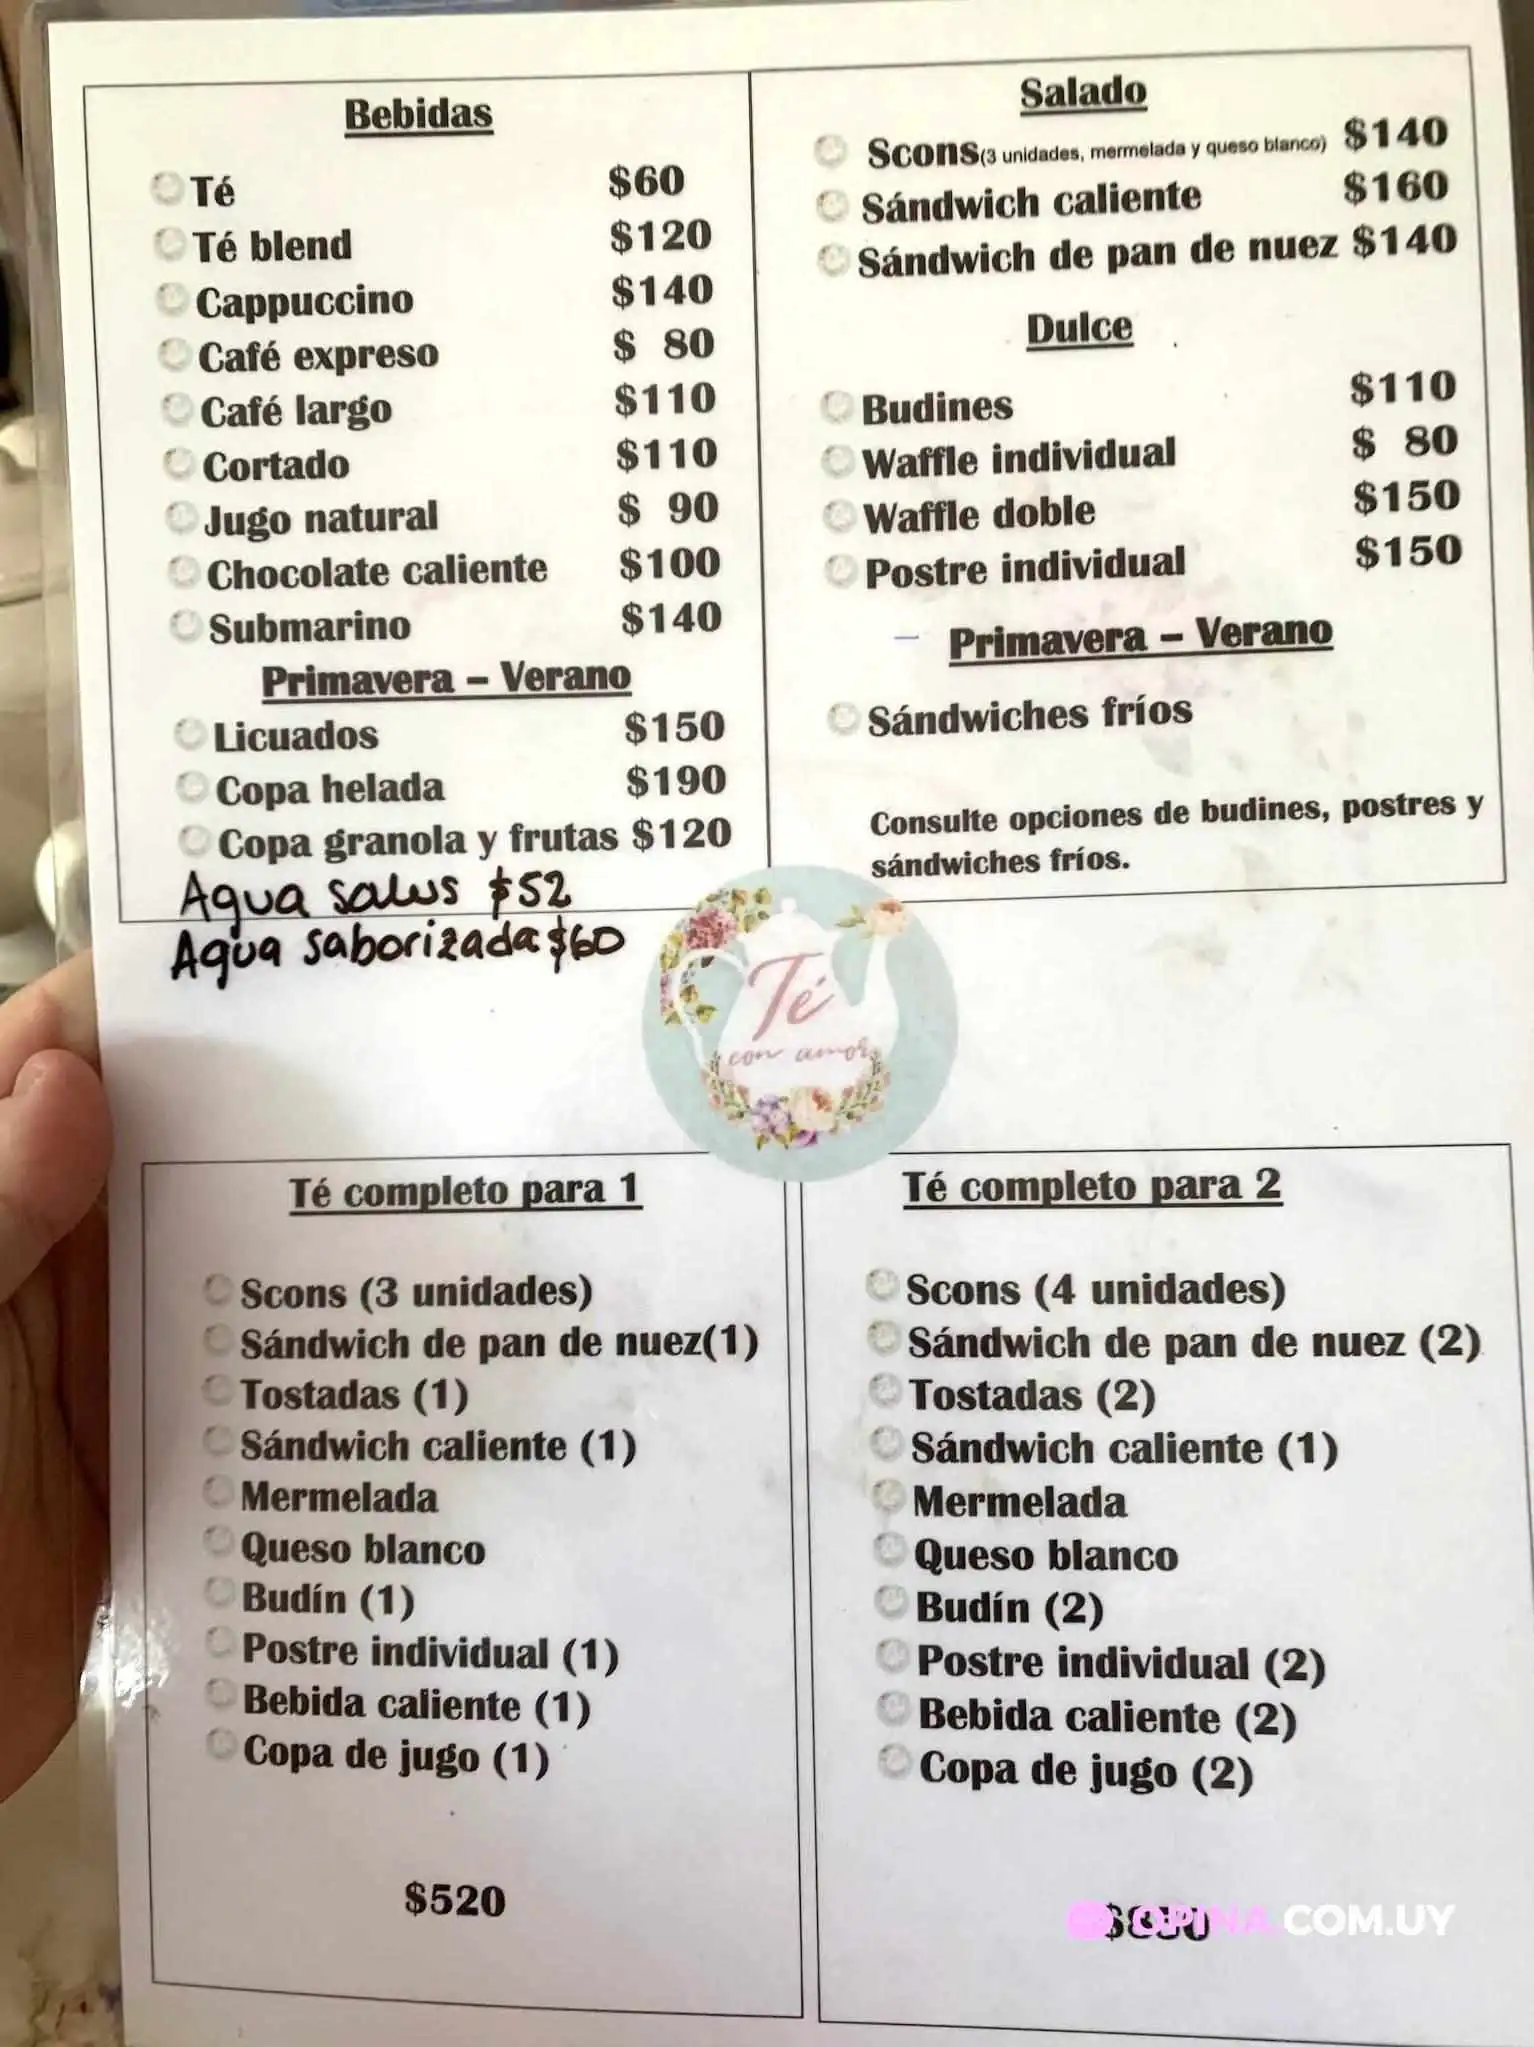 Bebidas
Té $60
Té blend $120
Cappuccino $140
Café expreso $ 80
Café largo $110
Cortado $110
Jugo natural $ 90
Chocolate caliente $100
Submarino $140
Primavera – Verano
Licuados $150
Copa helada $190
Copa granola y frutas $120
Agua salus $52
Agua saborizada $60
Salado
Scons (3 unidades, mermelada y queso blanco) $140
Sándwich caliente $160
Sándwich de pan de nuez $140
Dulce
Budines $110
Waffle individual $ 80
Waffle doble $150
Postre individual $150
Primavera – Verano
Sándwiches fríos
Consulte opciones de budines, postres y
sándwiches fríos.
Té
con amor
Té completo para 1
Scons (3 unidades)
Sándwich de pan de nuez(1)
Tostadas (1)
Sándwich caliente (1)
Mermelada
Queso blanco
Budín (1)
Postre individual (1)
Bebida caliente (1)
Copa de jugo (1)
$520
Té completo para 2
Scons (4 unidades)
Sándwich de pan de nuez (2)
Tostadas (2)
Sándwich caliente (1)
Mermelada
Queso blanco
Budín (2)
Postre individual (2)
Bebida caliente (2)
Copa de jugo (2)
OPINA.COM.UY